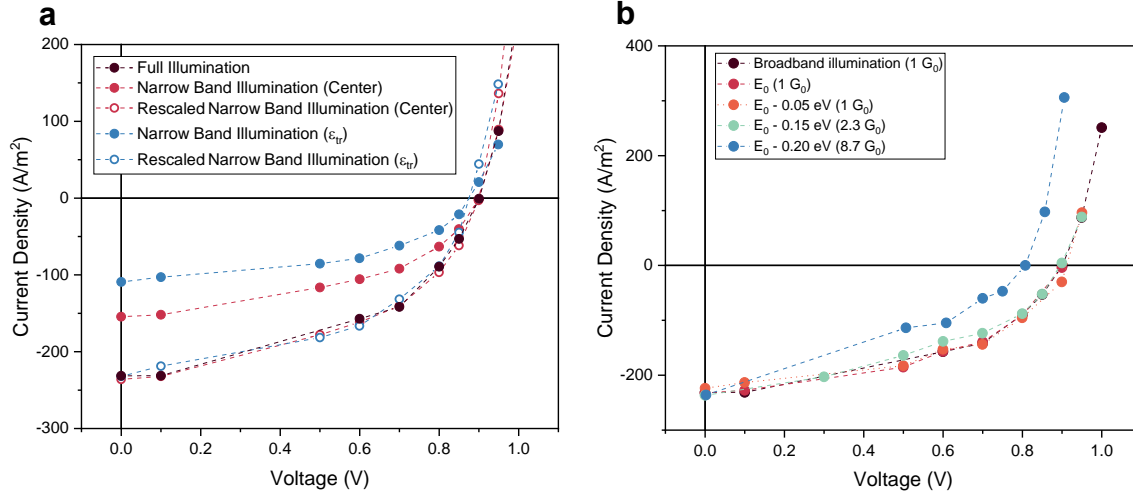 a
200
100
0
-100
-200
-300
0.0
0.2
0.4
0.6
0.8
1.0
Current Density (A/m²)
Voltage (V)
Full Illumination
Narrow Band Illumination (Center)
Rescaled Narrow Band Illumination (Center)
Narrow Band Illumination (εtr)
Rescaled Narrow Band Illumination (εtr)
b
400
200
0
-200
0.0
0.2
0.4
0.6
0.8
1.0
Current Density (A/m²)
Voltage (V)
Broadband illumination (1 G₀)
E₀ (1 G₀)
E₀ - 0.05 eV (1 G₀)
E₀ - 0.15 eV (2.3 G₀)
E₀ - 0.20 eV (8.7 G₀)